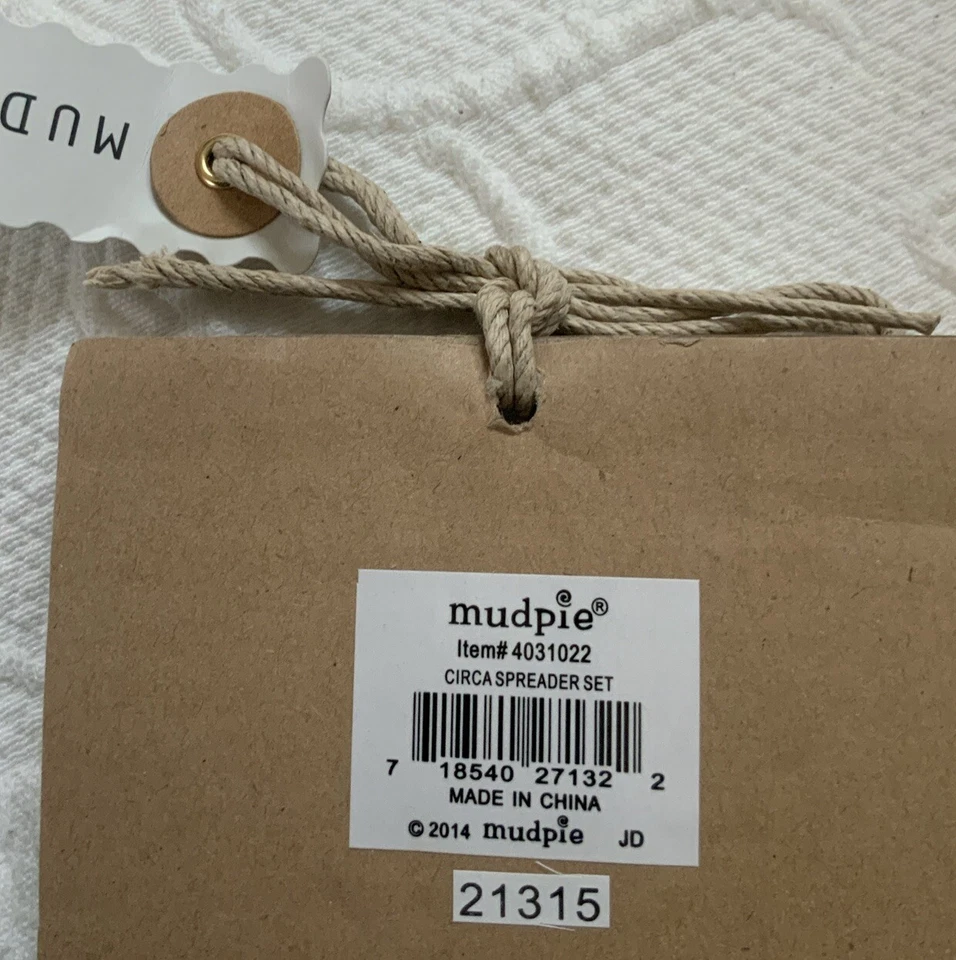 MUD
mudpie®
Item# 4031022
CIRCA SPREADER SET
7 18540 27132 2
MADE IN CHINA
© 2014 mudpie JD
21315